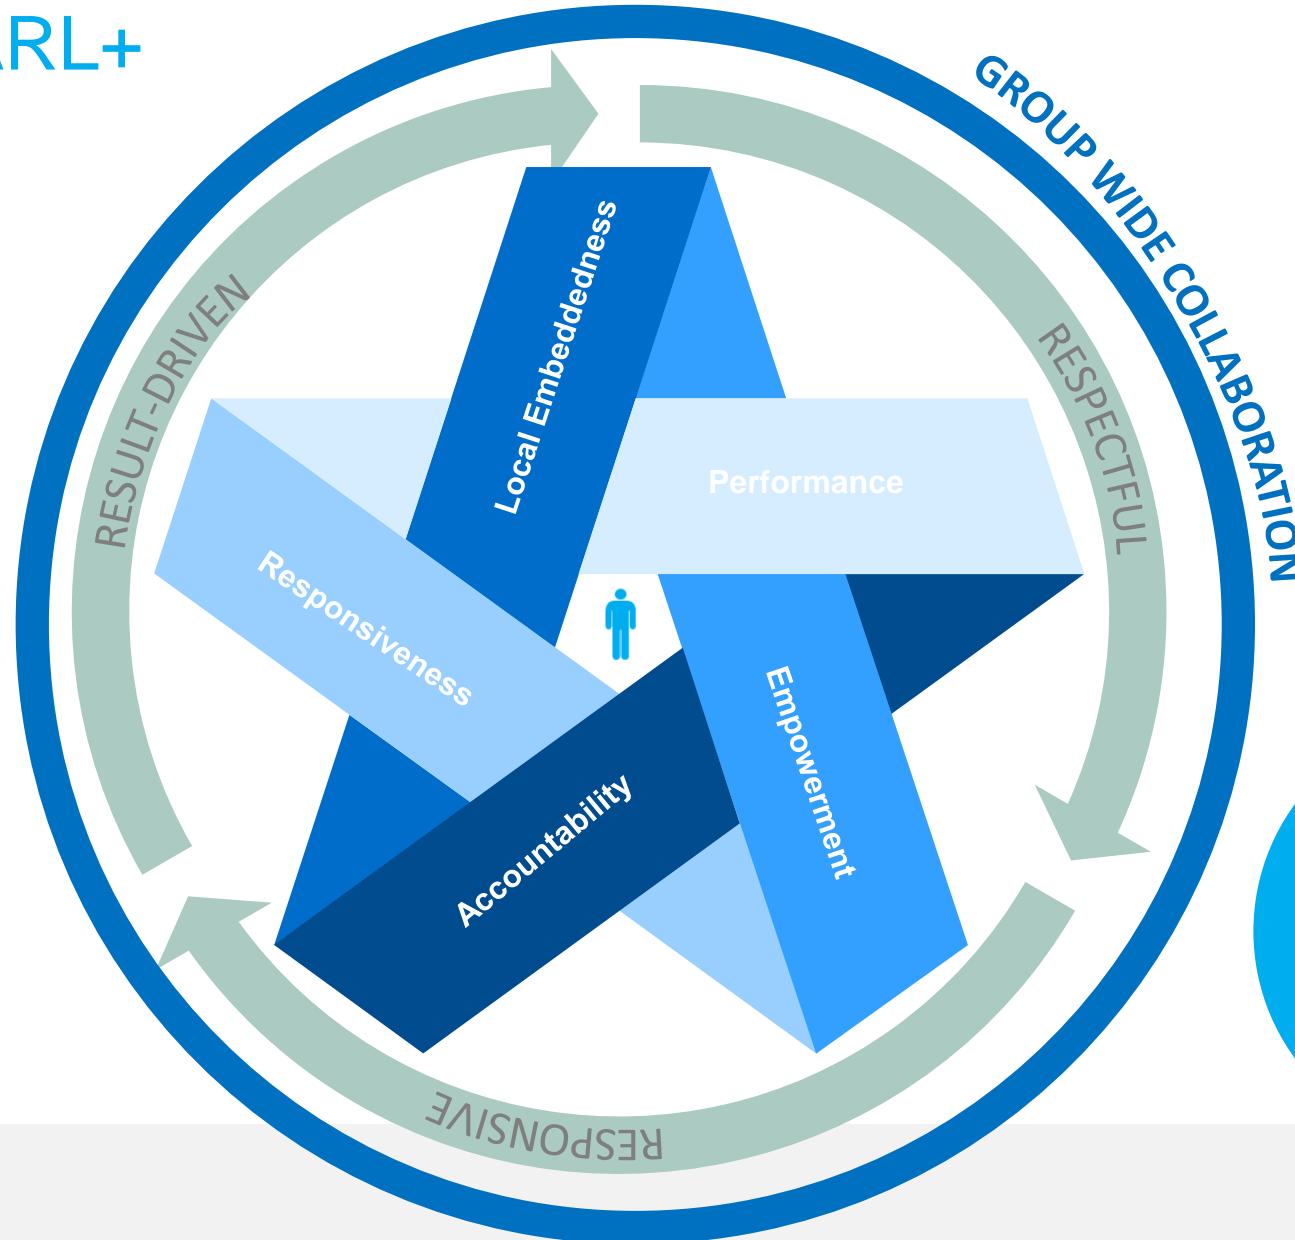 ARL+
GROUP WIDE COLLABORATION
RESULT-DRIVEN
RESPECTFUL
RESPONSIVE
Local Embeddedness
Performance
Responsiveness
Empowerment
Accountability